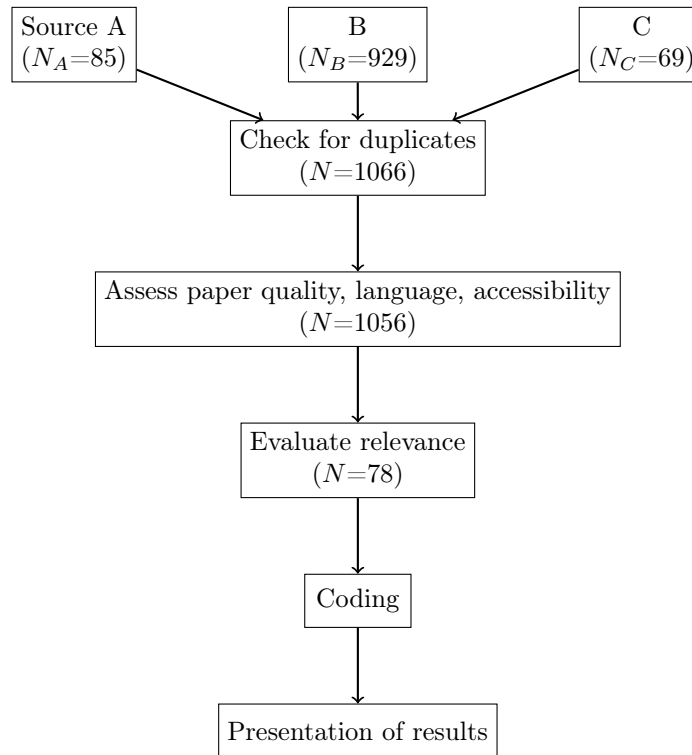 Source A
(N_A=85)
B
(N_B=929)
C
(N_C=69)
Check for duplicates
(N=1066)
Assess paper quality, language, accessibility
(N=1056)
Evaluate relevance
(N=78)
Coding
Presentation of results